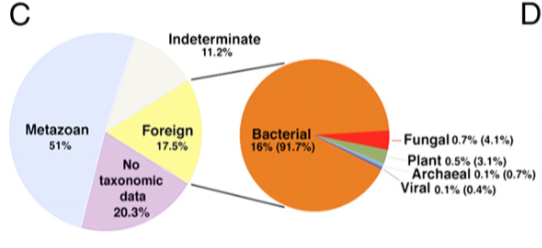 C
D
Indeterminate
11.2%
Metazoan
51%
Foreign
17.5%
No
taxonomic
data
20.3%
Bacterial
16% (91.7%)
Fungal 0.7% (4.1%)
Plant 0.5% (3.1%)
Archaeal 0.1% (0.7%)
Viral 0.1% (0.4%)